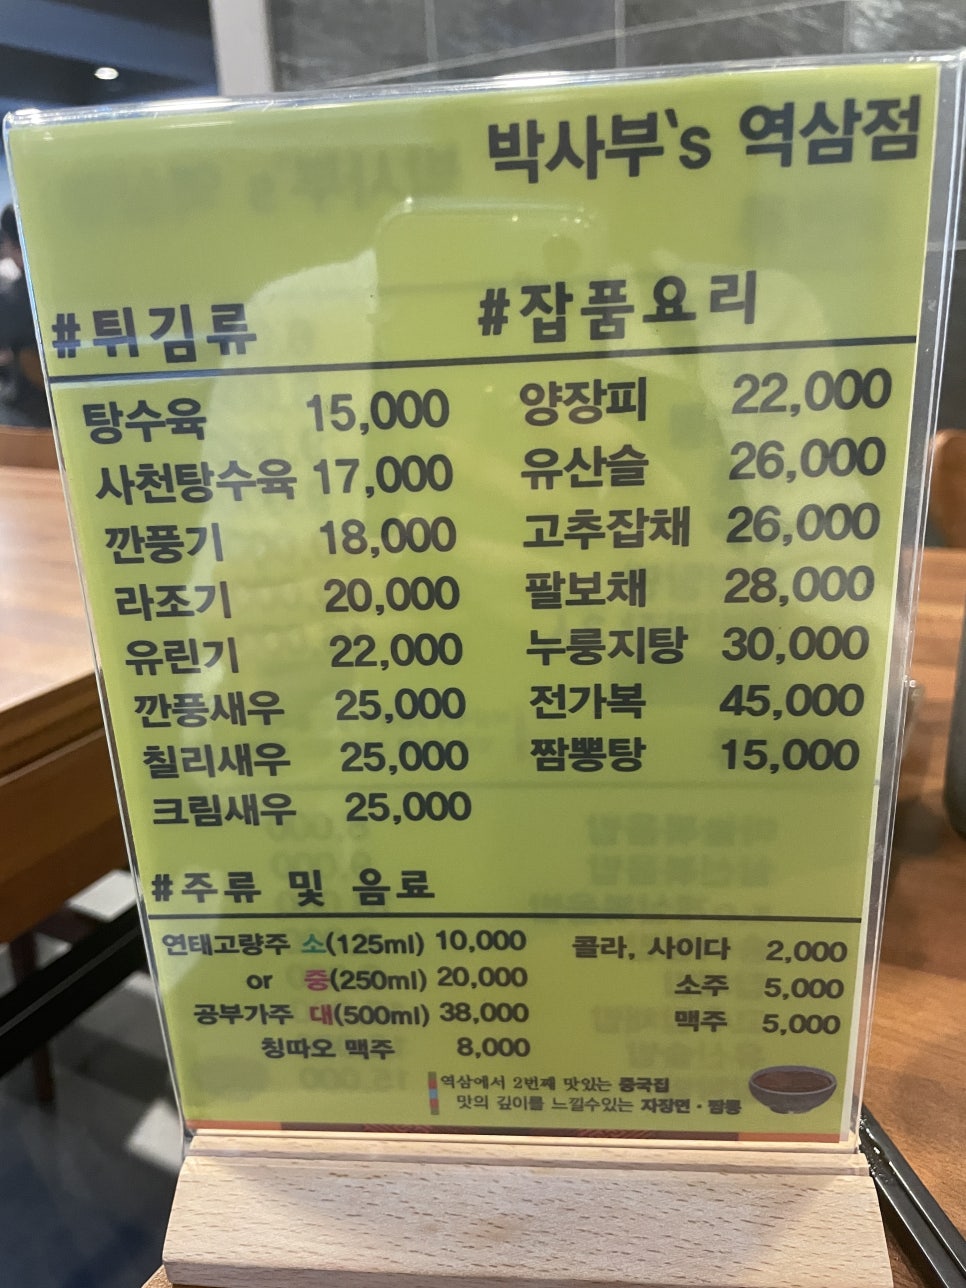 박사부's 역삼점
#튀김류
탕수육 15,000
사천탕수육 17,000
깐풍기 18,000
라조기 20,000
유린기 22,000
깐풍새우 25,000
칠리새우 25,000
크림새우 25,000
#잡품요리
양장피 22,000
유산슬 26,000
고추잡채 26,000
팔보채 28,000
누룽지탕 30,000
전가복 45,000
짬뽕탕 15,000
#주류 및 음료
연태고량주 소(125ml) 10,000
or 중(250ml) 20,000
공부가주 대(500ml) 38,000
칭따오 맥주 8,000
콜라, 사이다 2,000
소주 5,000
맥주 5,000
역삼에서 2번째 맛있는 중국집
맛의 깊이를 느낄수있는 자장면·짬뽕